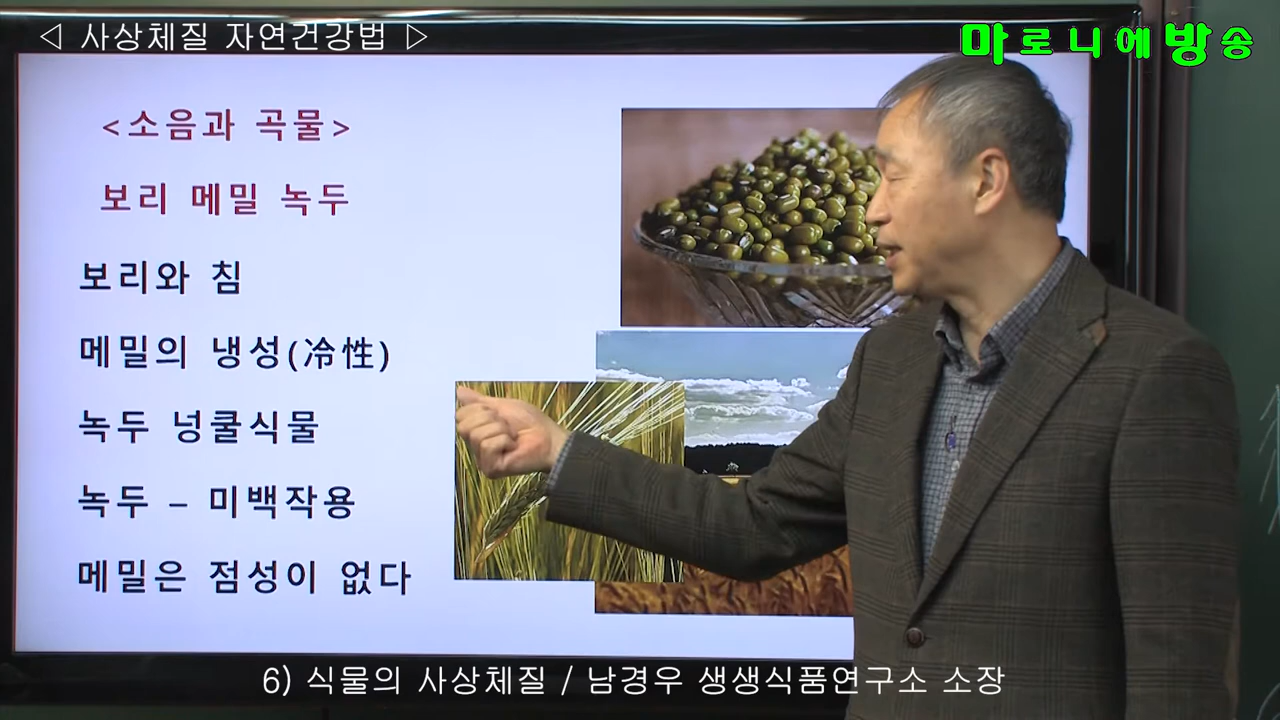 ◁ 사상체질 자연건강법 ▷
마로니에방송
<소음과 곡물>
보리 메밀 녹두
보리와 침
메밀의 냉성(冷性)
녹두 넝쿨식물
녹두 – 미백작용
메밀은 점성이 없다
6) 식물의 사상체질 / 남경우 생생식품연구소 소장